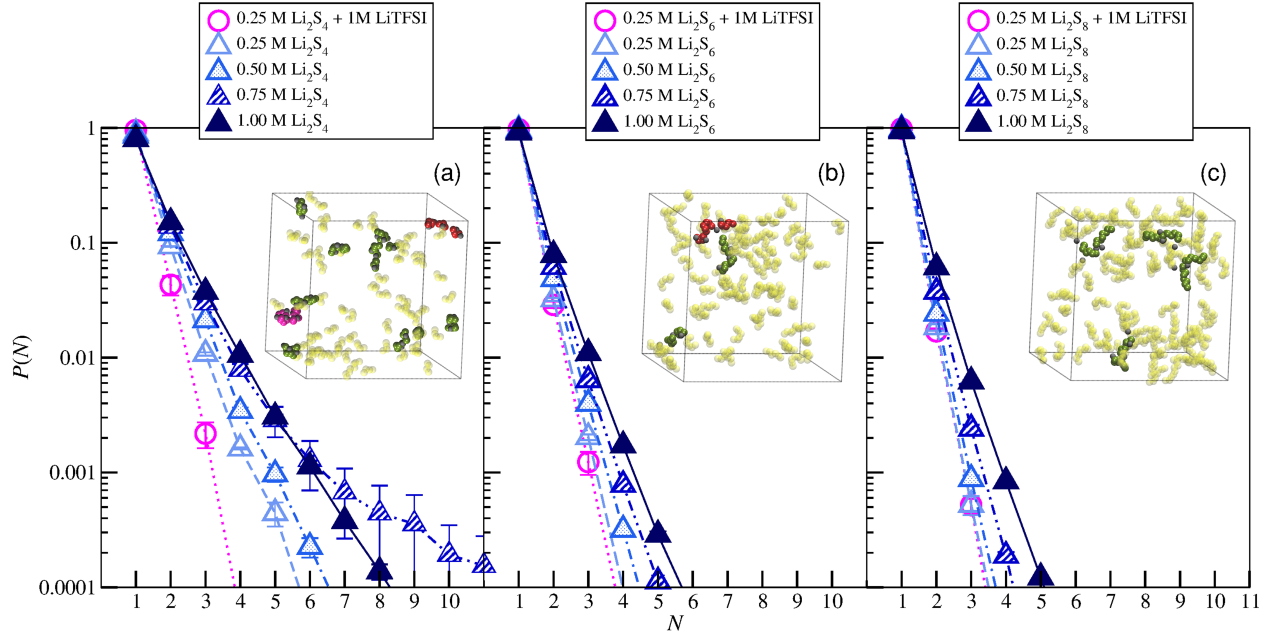 0.25 M Li₂S₄ + 1M LiTFSI
0.25 M Li₂S₄
0.50 M Li₂S₄
0.75 M Li₂S₄
1.00 M Li₂S₄
0.25 M Li₂S₆ + 1M LiTFSI
0.25 M Li₂S₆
0.50 M Li₂S₆
0.75 M Li₂S₆
1.00 M Li₂S₆
0.25 M Li₂S₈ + 1M LiTFSI
0.25 M Li₂S₈
0.50 M Li₂S₈
0.75 M Li₂S₈
1.00 M Li₂S₈
(a)
(b)
(c)
P(N)
1
0.1
0.01
0.001
0.0001
1 2 3 4 5 6 7 8 9 10
1 2 3 4 5 6 7 8 9 10
1 2 3 4 5 6 7 8 9 10 11
N